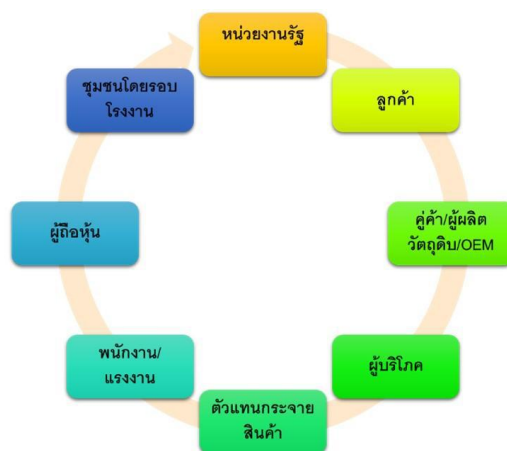 หน่วยงานรัฐ
ลูกค้า
คู่ค้า/ผู้ผลิต
วัตถุดิบ/OEM
ผู้บริโภค
ตัวแทนกระจาย
สินค้า
พนักงาน/
แรงงาน
ผู้ถือหุ้น
ชุมชนโดยรอบ
โรงงาน